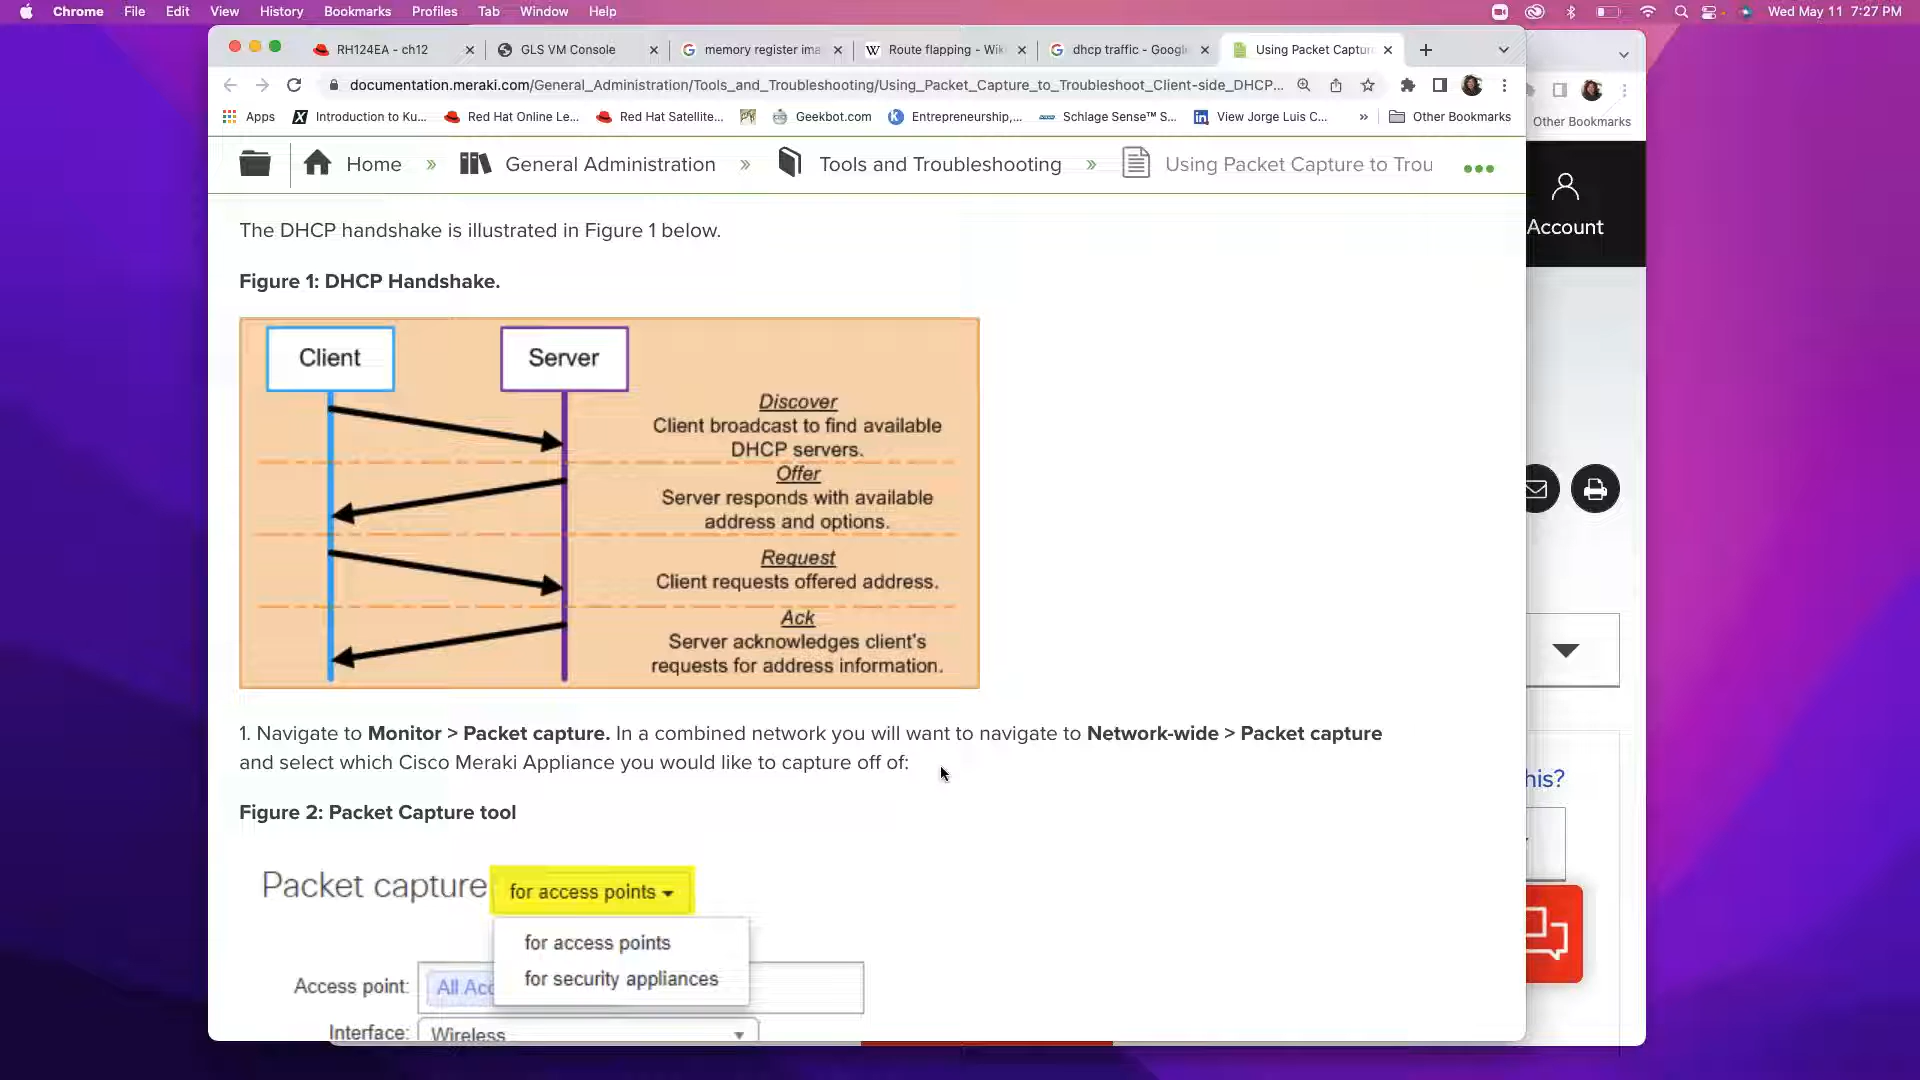 Chrome File Edit View History Bookmarks Profiles Tab Window Help
Wed May 11 7:27 PM
RH124EA - ch12
GLS VM Console
memory register ima
Route flapping - Wik
dhcp traffic - Google
Using Packet Captur
documentation.meraki.com/General_Administration/Tools_and_Troubleshooting/Using_Packet_Capture_to_Troubleshoot_Client-side_DHCP...
Apps
Introduction to Ku...
Red Hat Online Le...
Red Hat Satellite...
Geekbot.com
Entrepreneurship,...
Schlage Sense™ S...
View Jorge Luis C...
»
Other Bookmarks
Other Bookmarks
Home » General Administration » Tools and Troubleshooting » Using Packet Capture to Trou
Account
The DHCP handshake is illustrated in Figure 1 below.
Figure 1: DHCP Handshake.
Client
Server
Discover
Client broadcast to find available
DHCP servers.
Offer
Server responds with available
address and options.
Request
Client requests offered address.
Ack
Server acknowledges client's
requests for address information.
1. Navigate to Monitor > Packet capture. In a combined network you will want to navigate to Network-wide > Packet capture
and select which Cisco Meraki Appliance you would like to capture off of:
his?
Figure 2: Packet Capture tool
Packet capture for access points
for access points
for security appliances
Access point: All Acc
Interface: Wireless